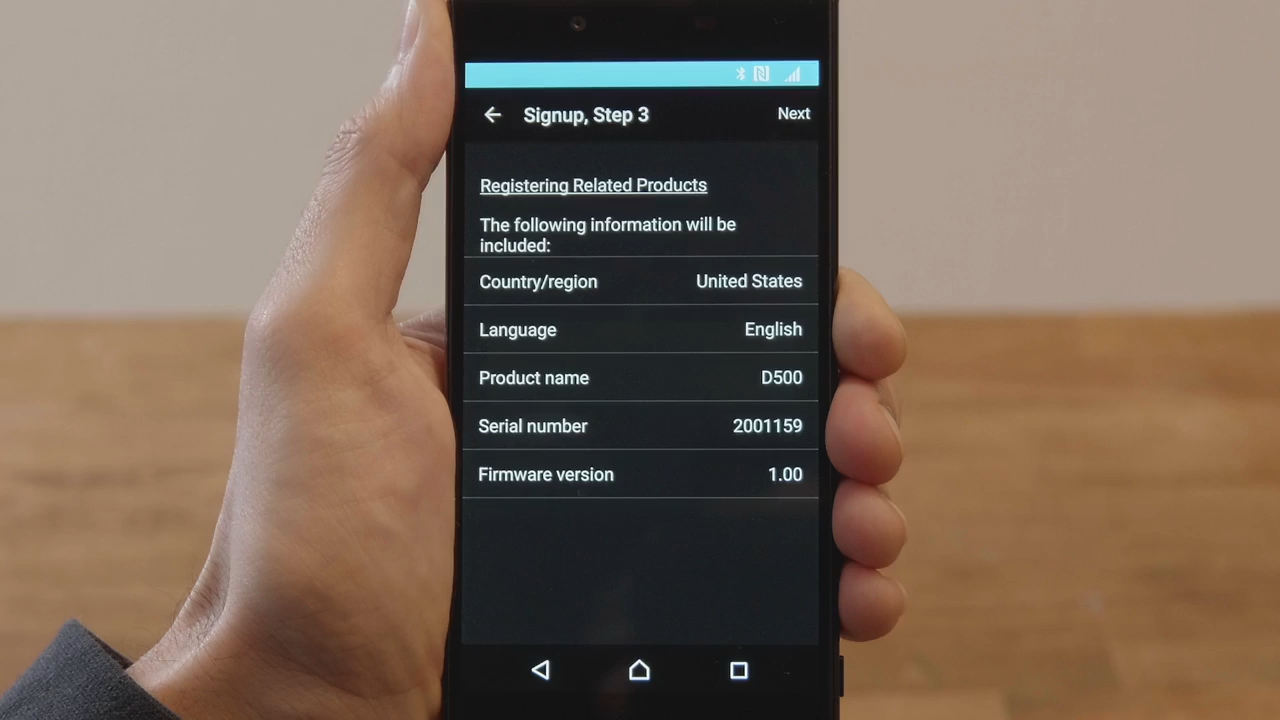 Signup, Step 3
Next
Registering Related Products
The following information will be
included:
Country/region United States
Language English
Product name D500
Serial number 2001159
Firmware version 1.00